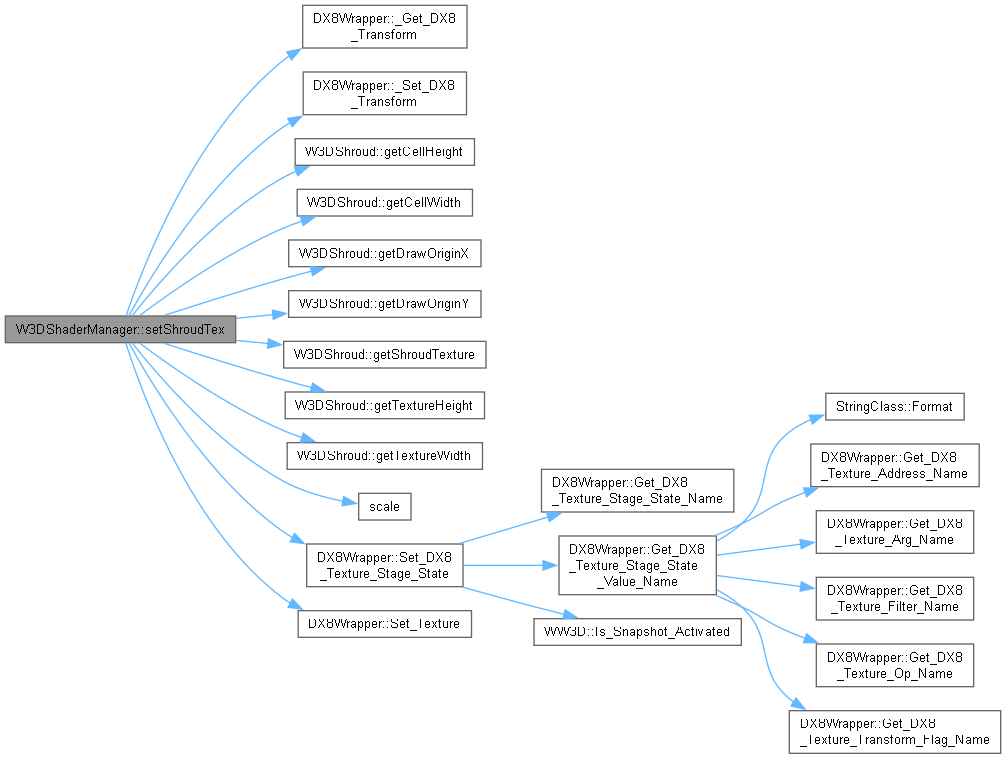 DX8Wrapper::_Get_DX8
_Transform
DX8Wrapper::_Set_DX8
_Transform
W3DShroud::getCellHeight
W3DShroud::getCellWidth
W3DShroud::getDrawOriginX
W3DShroud::getDrawOriginY
W3DShaderManager::setShroudTex
W3DShroud::getShroudTexture
W3DShroud::getTextureHeight
W3DShroud::getTextureWidth
scale
DX8Wrapper::Set_DX8
_Texture_Stage_State
DX8Wrapper::Set_Texture
DX8Wrapper::Get_DX8
_Texture_Stage_State_Name
DX8Wrapper::Get_DX8
_Texture_Stage_State
_Value_Name
WW3D::Is_Snapshot_Activated
StringClass::Format
DX8Wrapper::Get_DX8
_Texture_Address_Name
DX8Wrapper::Get_DX8
_Texture_Arg_Name
DX8Wrapper::Get_DX8
_Texture_Filter_Name
DX8Wrapper::Get_DX8
_Texture_Op_Name
DX8Wrapper::Get_DX8
_Texture_Transform_Flag_Name